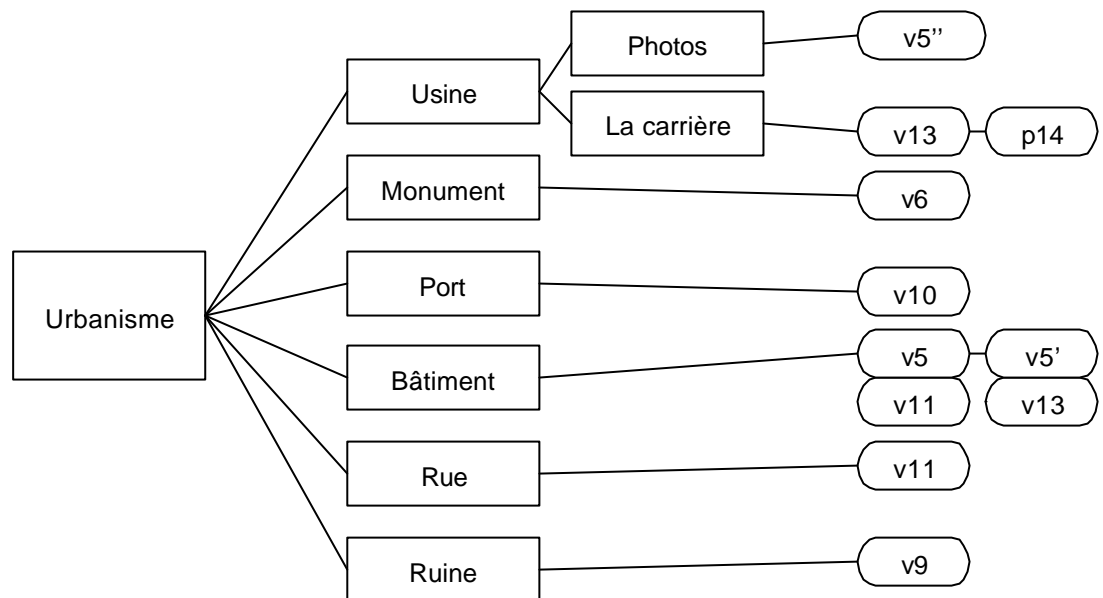 Photos
v5’’
Usine
La carrière
v13
p14
Monument
v6
Urbanisme
Port
v10
Bâtiment
v5
v5’
v11
v13
Rue
v11
Ruine
v9